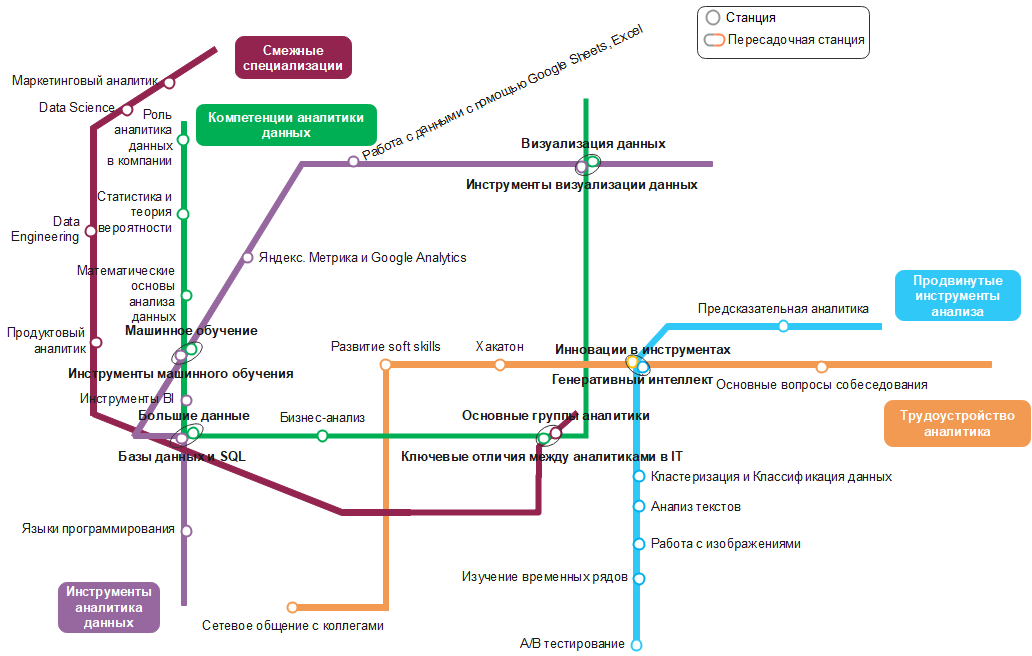 Станция
Пересадочная станция
Смежные
специализации
Маркетинговый аналитик
Data Science
Роль
аналитика
данных
в компании
Компетенции аналитики
данных
Работа с данными с помощью Google Sheets, Excel
Визуализация данных
Инструменты визуализации данных
Статистика и
теория
вероятности
Data
Engineering
Яндекс. Метрика и Google Analytics
Математические
основы
анализа
данных
Продвинутые
инструменты
анализа
Предсказательная аналитика
Машинное обучение
Продуктовый
аналитик
Развитие soft skills
Хакатон
Инновации в инструментах
Инструменты машинного обучения
Генеративный интеллект
Основные вопросы собеседования
Инструменты BI
Большие данные
Бизнес-анализ
Основные группы аналитики
Трудоустройство
аналитика
Базы данных и SQL
Ключевые отличия между аналитиками в IT
Кластеризация и Классификация данных
Анализ текстов
Языки программирования
Работа с изображениями
Изучение временных рядов
Инструменты
аналитика
данных
Сетевое общение с коллегами
A/B тестирование